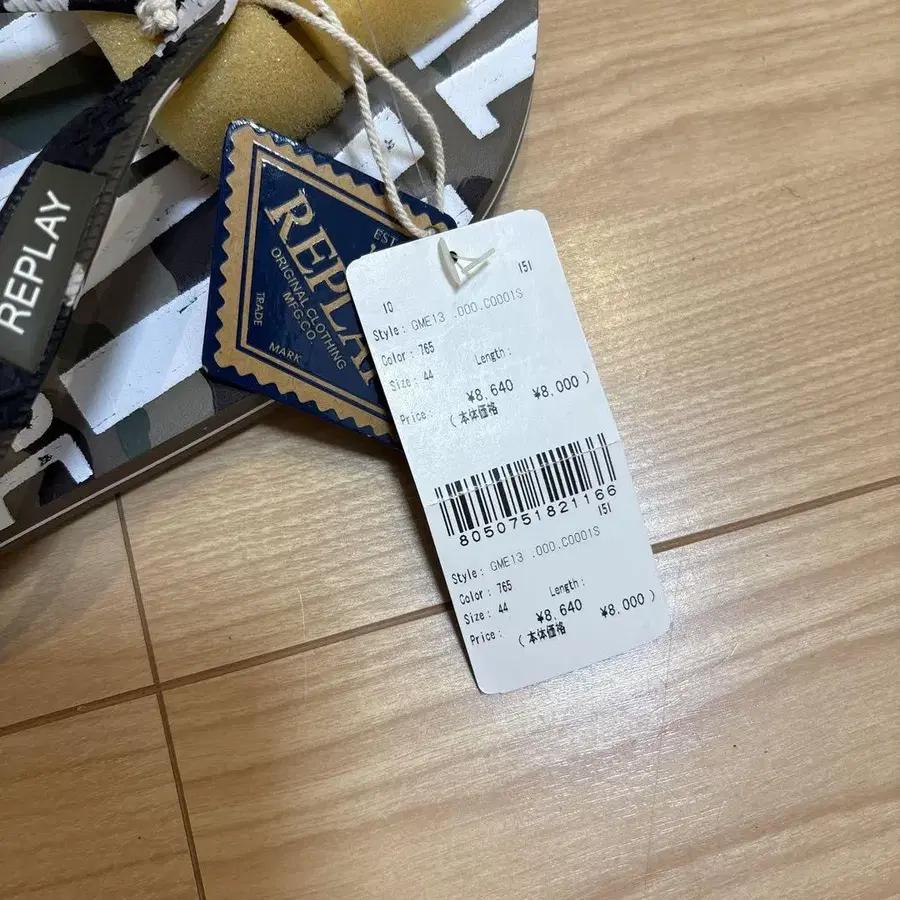 REPLAY
EST
REPLAY
ORIGINAL CLOTHING
MFG.CO.
TRADE
MARK
10
151
Style: GME13 .000.C0001S
Color: 765 Length:
Size: 44
Price: ¥8,640
(本体価格 ¥8,000)
8050751821166
151
Style: GME13 .000.C0001S
Color: 765 Length:
Size: 44
Price: ¥8,640
(本体価格 ¥8,000)